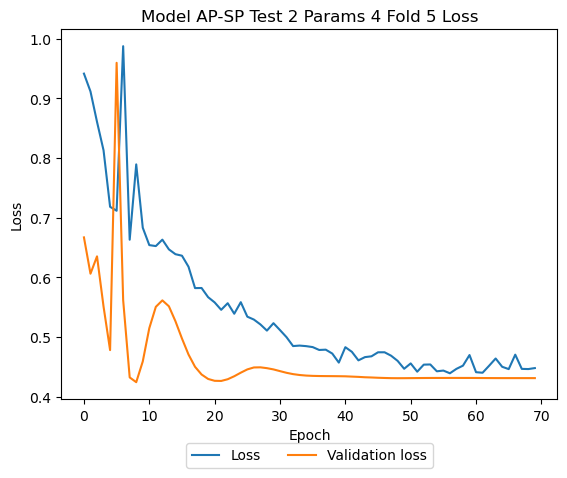 Model AP-SP Test 2 Params 4 Fold 5 Loss
1.0
0.9
0.8
0.7
0.6
0.5
0.4
Loss
0 10 20 30 40 50 60 70
Epoch
Loss Validation loss